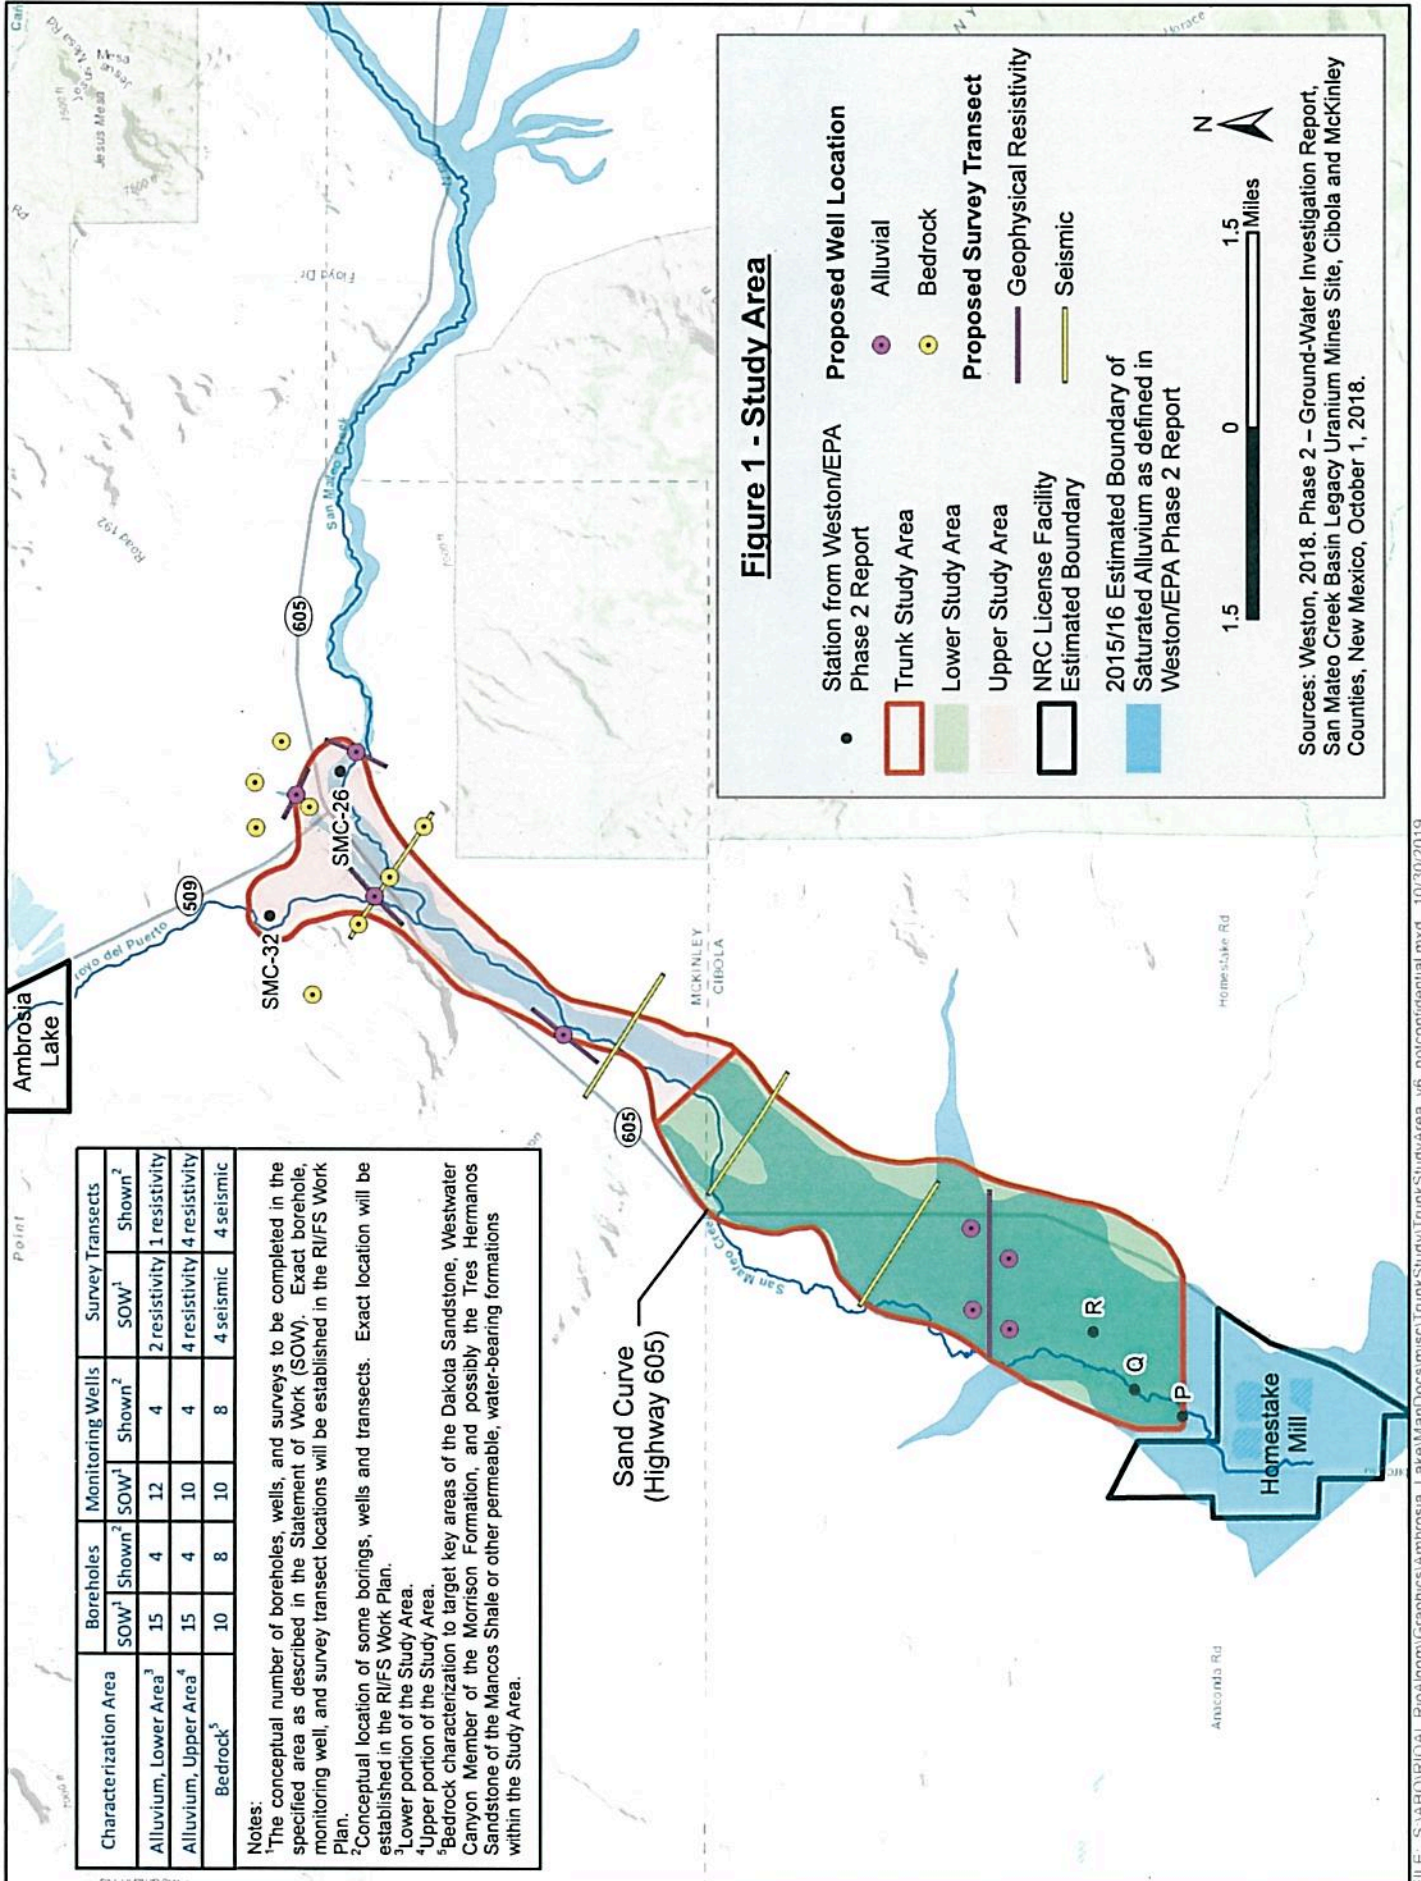 Characterization Area
Boreholes
Monitoring Wells
Survey Transects
SOW¹ Shown² SOW¹ Shown² SOW¹ Shown²
Alluvium, Lower Area³ 15 4 12 4 2 resistivity 1 resistivity
Alluvium, Upper Area⁴ 15 4 10 4 4 resistivity 4 resistivity
Bedrock⁵ 10 8 10 8 4 seismic 4 seismic
Notes:
¹The conceptual number of boreholes, wells, and surveys to be completed in the
specified area as described in the Statement of Work (SOW). Exact borehole,
monitoring well, and survey transect locations will be established in the RI/FS Work
Plan.
²Conceptual location of some borings, wells and transects. Exact location will be
established in the RI/FS Work Plan.
³Lower portion of the Study Area.
⁴Upper portion of the Study Area.
⁵Bedrock characterization to target key areas of the Dakota Sandstone, Westwater
Canyon Member of the Morrison Formation, and possibly the Tres Hermanos
Sandstone of the Mancos Shale or other permeable, water-bearing formations
within the Study Area.
Point
Ambrosia
Lake
royo del Puerto
509
SMC-32
SMC-26
605
San Mateo Creek
Road 192
Floyd Dr
Rd
Jesus Mesa
Jesus Mesa Rd
Mesa
Jesus
605
MCKINLEY
CIBOLA
Sand Curve
(Highway 605)
San Mateo Creek
R
Q
P
Homestake
Mill
Homestake Rd
Anaconda Rd
Horace
N Y
Figure 1 - Study Area
Station from Weston/EPA
Phase 2 Report
Trunk Study Area
Lower Study Area
Upper Study Area
NRC License Facility
Estimated Boundary
2015/16 Estimated Boundary of
Saturated Alluvium as defined in
Weston/EPA Phase 2 Report
Proposed Well Location
Alluvial
Bedrock
Proposed Survey Transect
Geophysical Resistivity
Seismic
N
1.5 0 1.5
Miles
Sources: Weston, 2018. Phase 2 – Ground-Water Investigation Report,
San Mateo Creek Basin Legacy Uranium Mines Site, Cibola and McKinley
Counties, New Mexico, October 1, 2018.